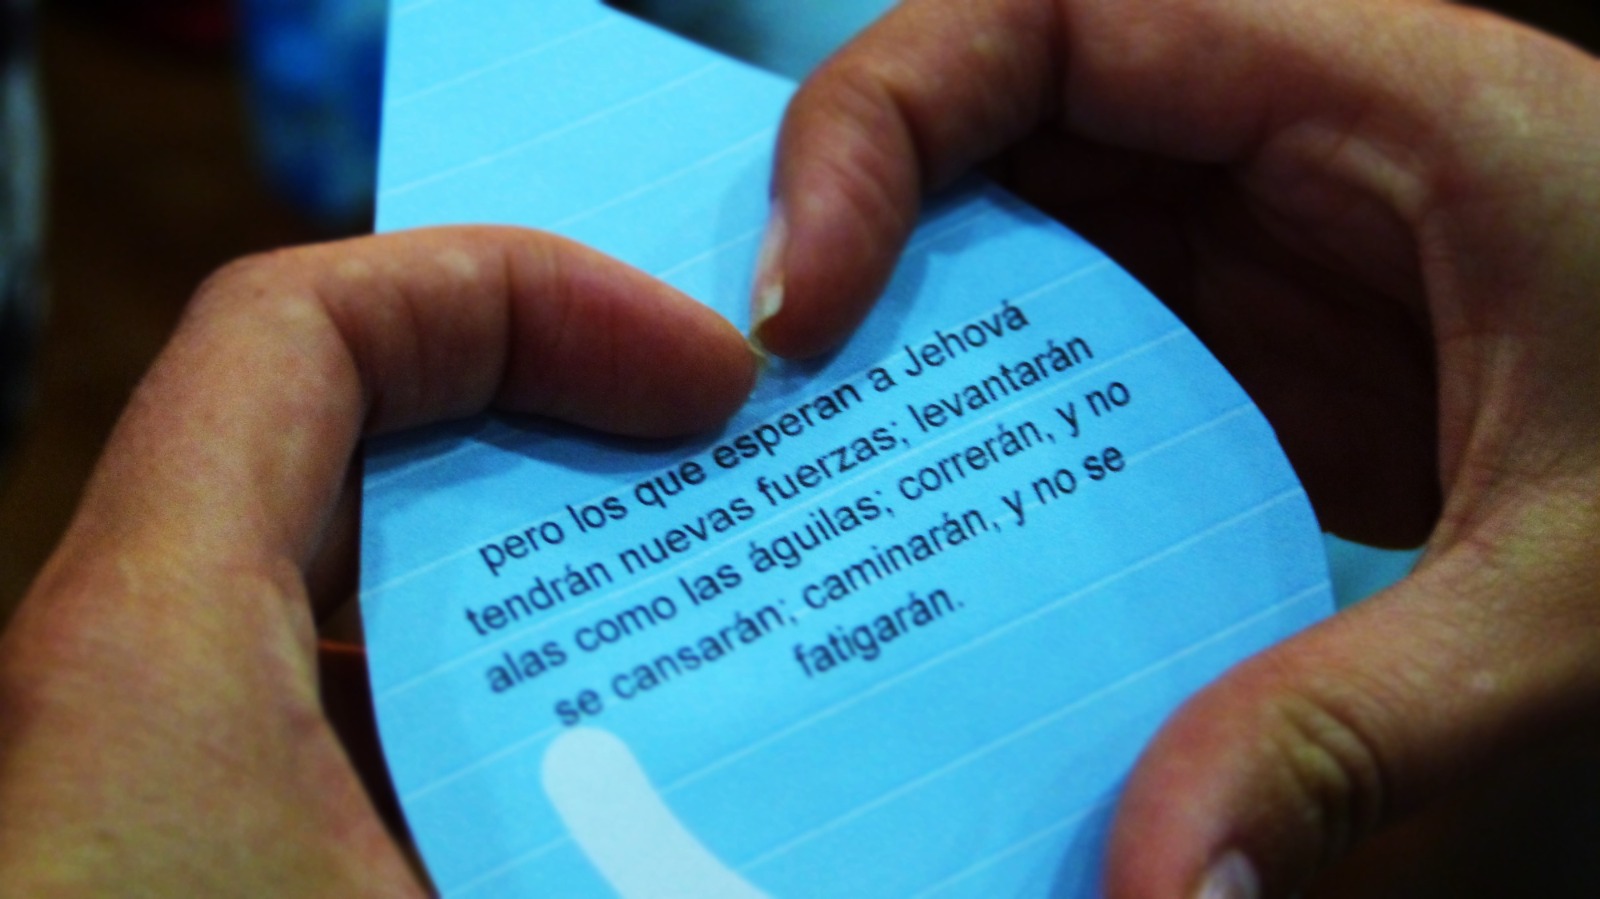 pero los que esperan a Jehová
tendrán nuevas fuerzas; levantarán
alas como las águilas; correrán, y no
se cansarán; caminarán, y no se
fatigarán.